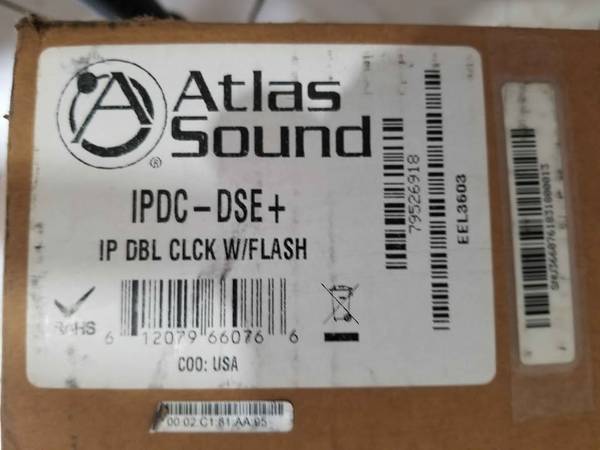 Atlas
Sound
®
IPDC-DSE+
IP DBL CLCK W/FLASH
RoHS
6 12079 66076 6
COO: USA
79526918
EEL3603
00:02:C1:81:AA:95